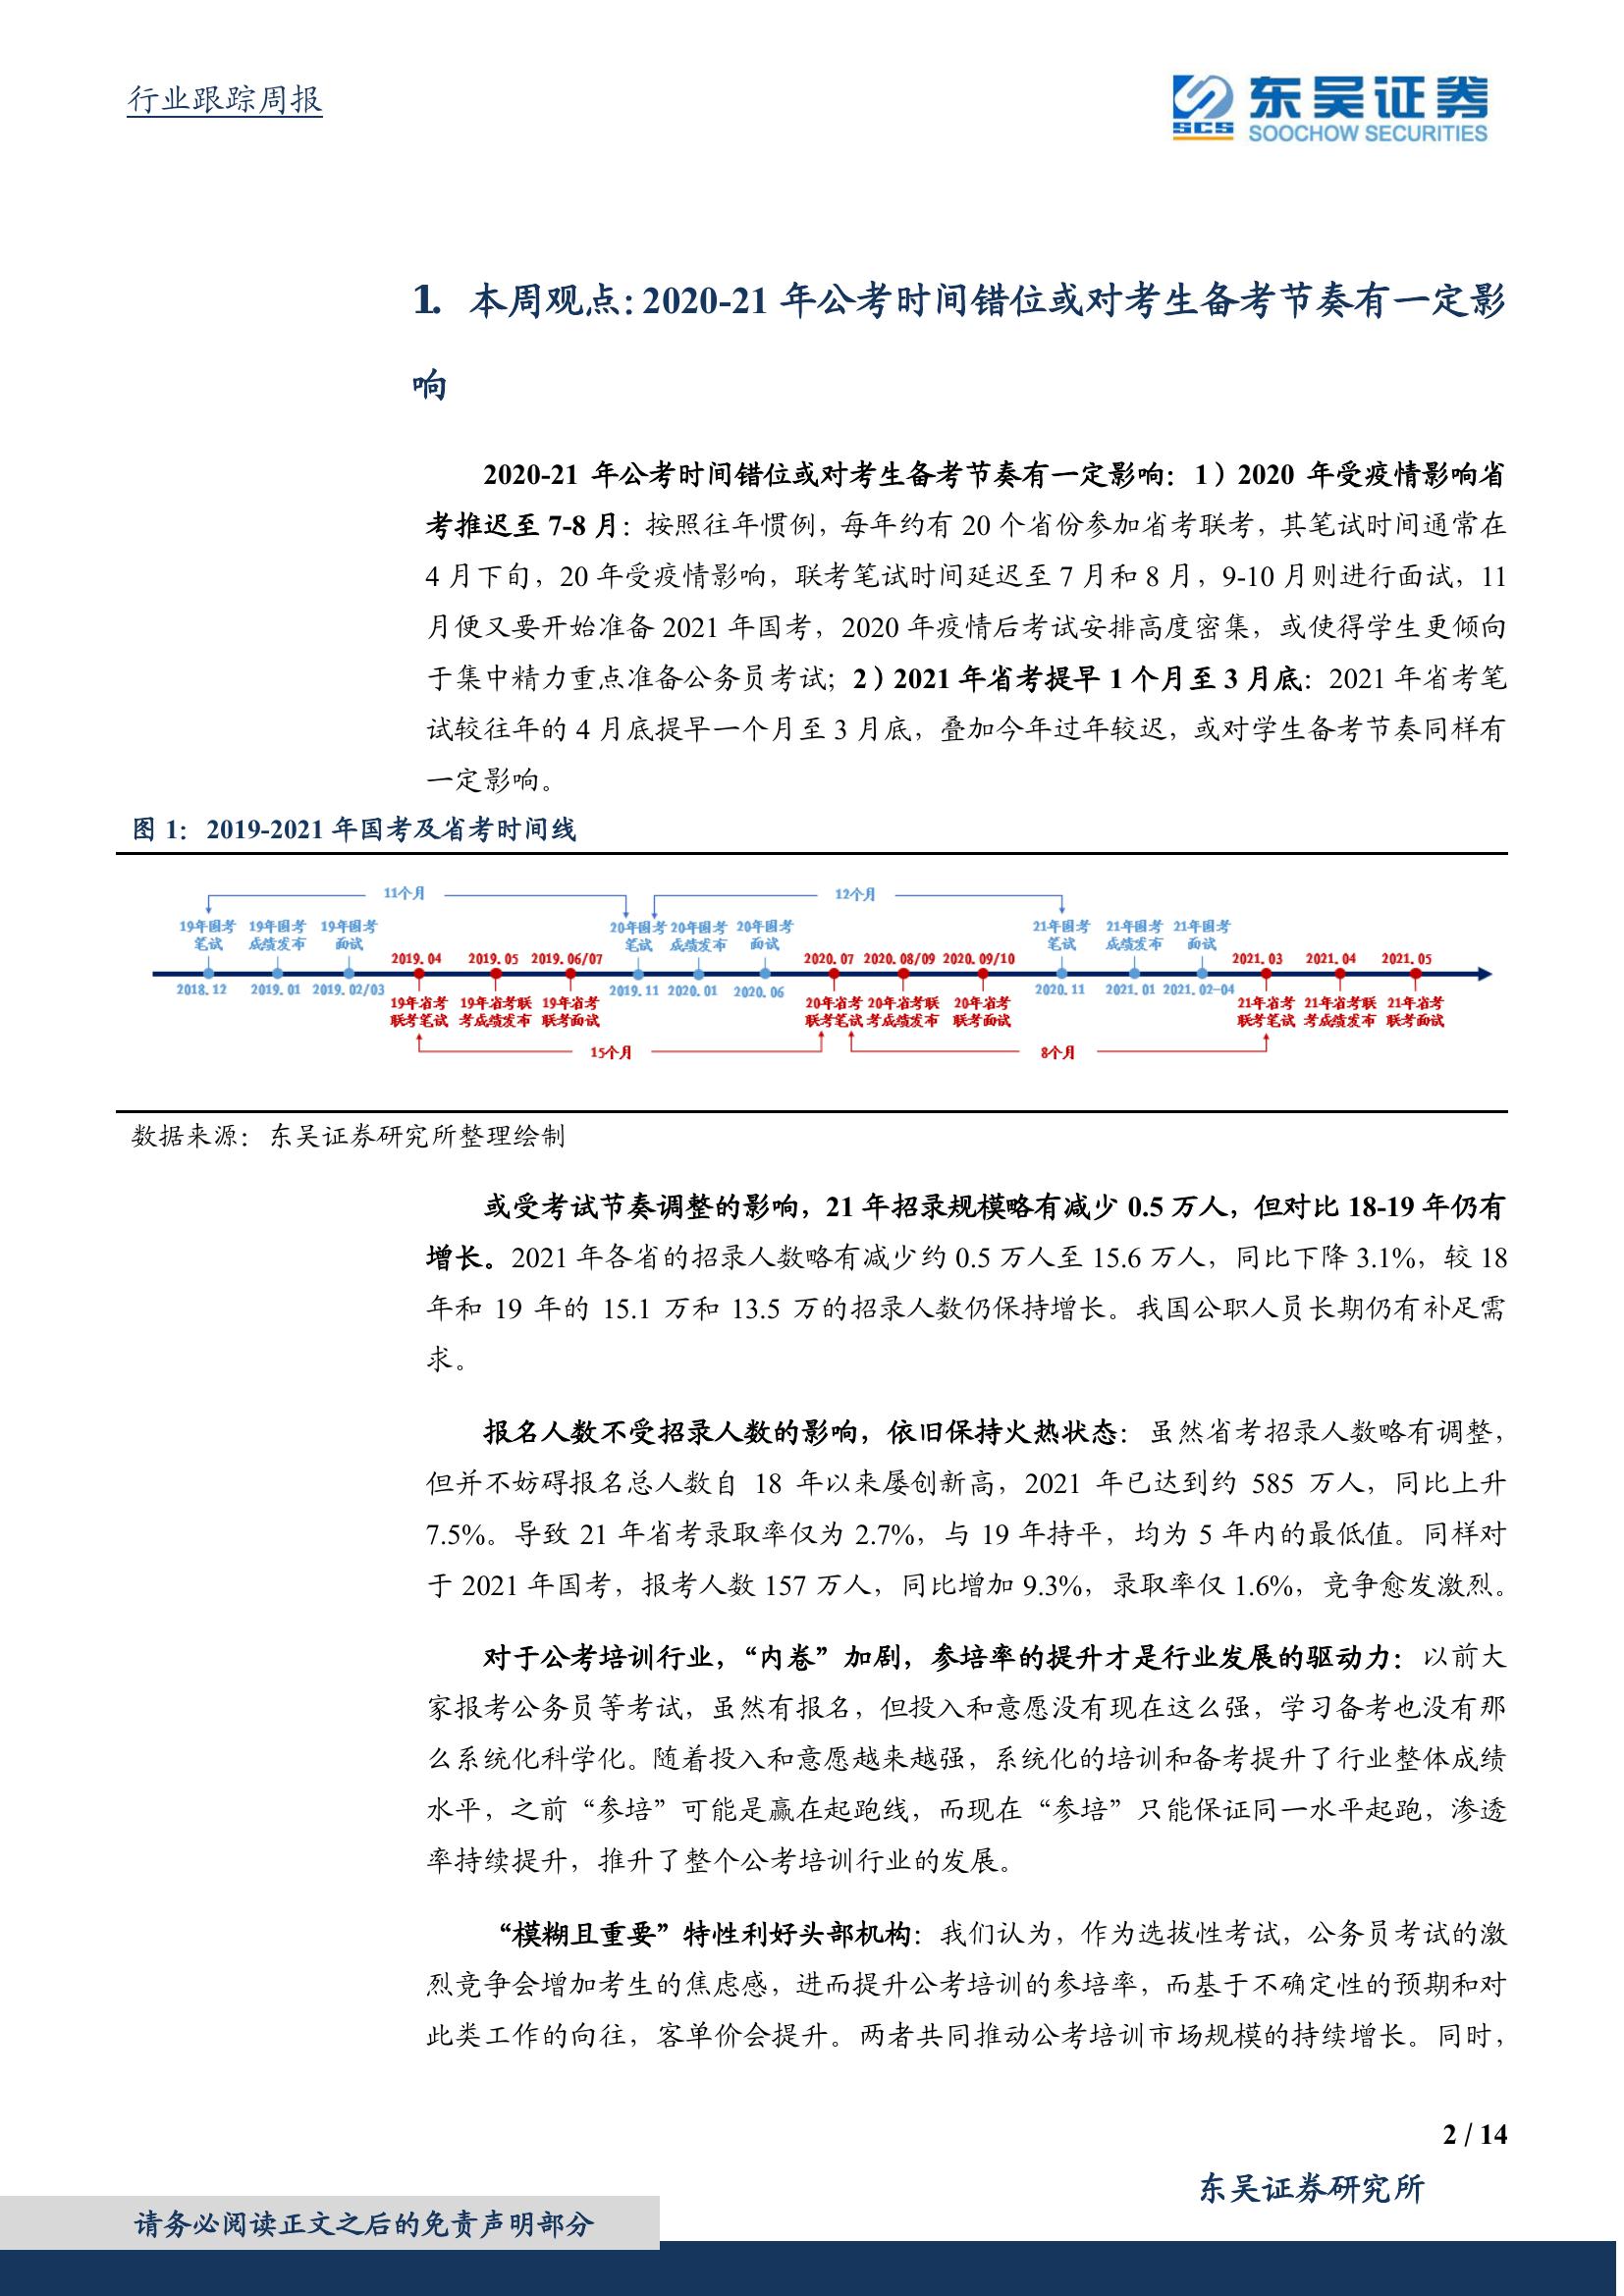 行业跟踪周报
东吴证券
SCS
SOOCHOW SECURITIES
1. 本周观点：2020-21 年公考时间错位或对考生备考节奏有一定影
响
2020-21 年公考时间错位或对考生备考节奏有一定影响：1）2020 年受疫情影响省
考推迟至 7-8 月：按照往年惯例，每年约有 20 个省份参加省考联考，其笔试时间通常在
4 月下旬，20 年受疫情影响，联考笔试时间延迟至 7 月和 8 月，9-10 月则进行面试，11
月便又要开始准备 2021 年国考，2020 年疫情后考试安排高度密集，或使得学生更倾向
于集中精力重点准备公务员考试；2）2021 年省考提早 1 个月至 3 月底：2021 年省考笔
试较往年的 4 月底提早一个月至 3 月底，叠加今年过年较迟，或对学生备考节奏同样有
一定影响。
图 1：2019-2021 年国考及省考时间线
11个月 12个月
19年国考 19年国考 19年国考 20年国考 20年国考 20年国考 21年国考 21年国考 21年国考
笔试 成绩发布 面试 笔试 成绩发布 面试 笔试 成绩发布 面试
2019.04 2019.05 2019.06/07 2020.07 2020.08/09 2020.09/10 2021.03 2021.04 2021.05
2018.12 2019.01 2019.02/03 2019.11 2020.01 2020.06 2020.11 2021.01 2021.02-04
19年省考 19年省考联 19年省考 20年省考 20年省考联 20年省考 21年省考 21年省考联 21年省考
联考笔试 考成绩发布 联考面试 联考笔试 考成绩发布 联考面试 联考笔试 考成绩发布 联考面试
15个月 8个月
数据来源：东吴证券研究所整理绘制
或受考试节奏调整的影响，21 年招录规模略有减少 0.5 万人，但对比 18-19 年仍有
增长。2021 年各省的招录人数略有减少约 0.5 万人至 15.6 万人，同比下降 3.1%，较 18
年和 19 年的 15.1 万和 13.5 万的招录人数仍保持增长。我国公职人员长期仍有补足需
求。
报名人数不受招录人数的影响，依旧保持火热状态：虽然省考招录人数略有调整，
但并不妨碍报名总人数自 18 年以来屡创新高，2021 年已达到约 585 万人，同比上升
7.5%。导致 21 年省考录取率仅为 2.7%，与 19 年持平，均为 5 年内的最低值。同样对
于 2021 年国考，报考人数 157 万人，同比增加 9.3%，录取率仅 1.6%，竞争愈发激烈。
对于公考培训行业，“内卷”加剧，参培率的提升才是行业发展的驱动力：以前大
家报考公务员等考试，虽然有报名，但投入和意愿没有现在这么强，学习备考也没有那
么系统化科学化。随着投入和意愿越来越强，系统化的培训和备考提升了行业整体成绩
水平，之前“参培”可能是赢在起跑线，而现在“参培”只能保证同一水平起跑，渗透
率持续提升，推升了整个公考培训行业的发展。
“模糊且重要”特性利好头部机构：我们认为，作为选拔性考试，公务员考试的激
烈竞争会增加考生的焦虑感，进而提升公考培训的参培率，而基于不确定性的预期和对
此类工作的向往，客单价会提升。两者共同推动公考培训市场规模的持续增长。同时，
2 / 14
东吴证券研究所
请务必阅读正文之后的免责声明部分